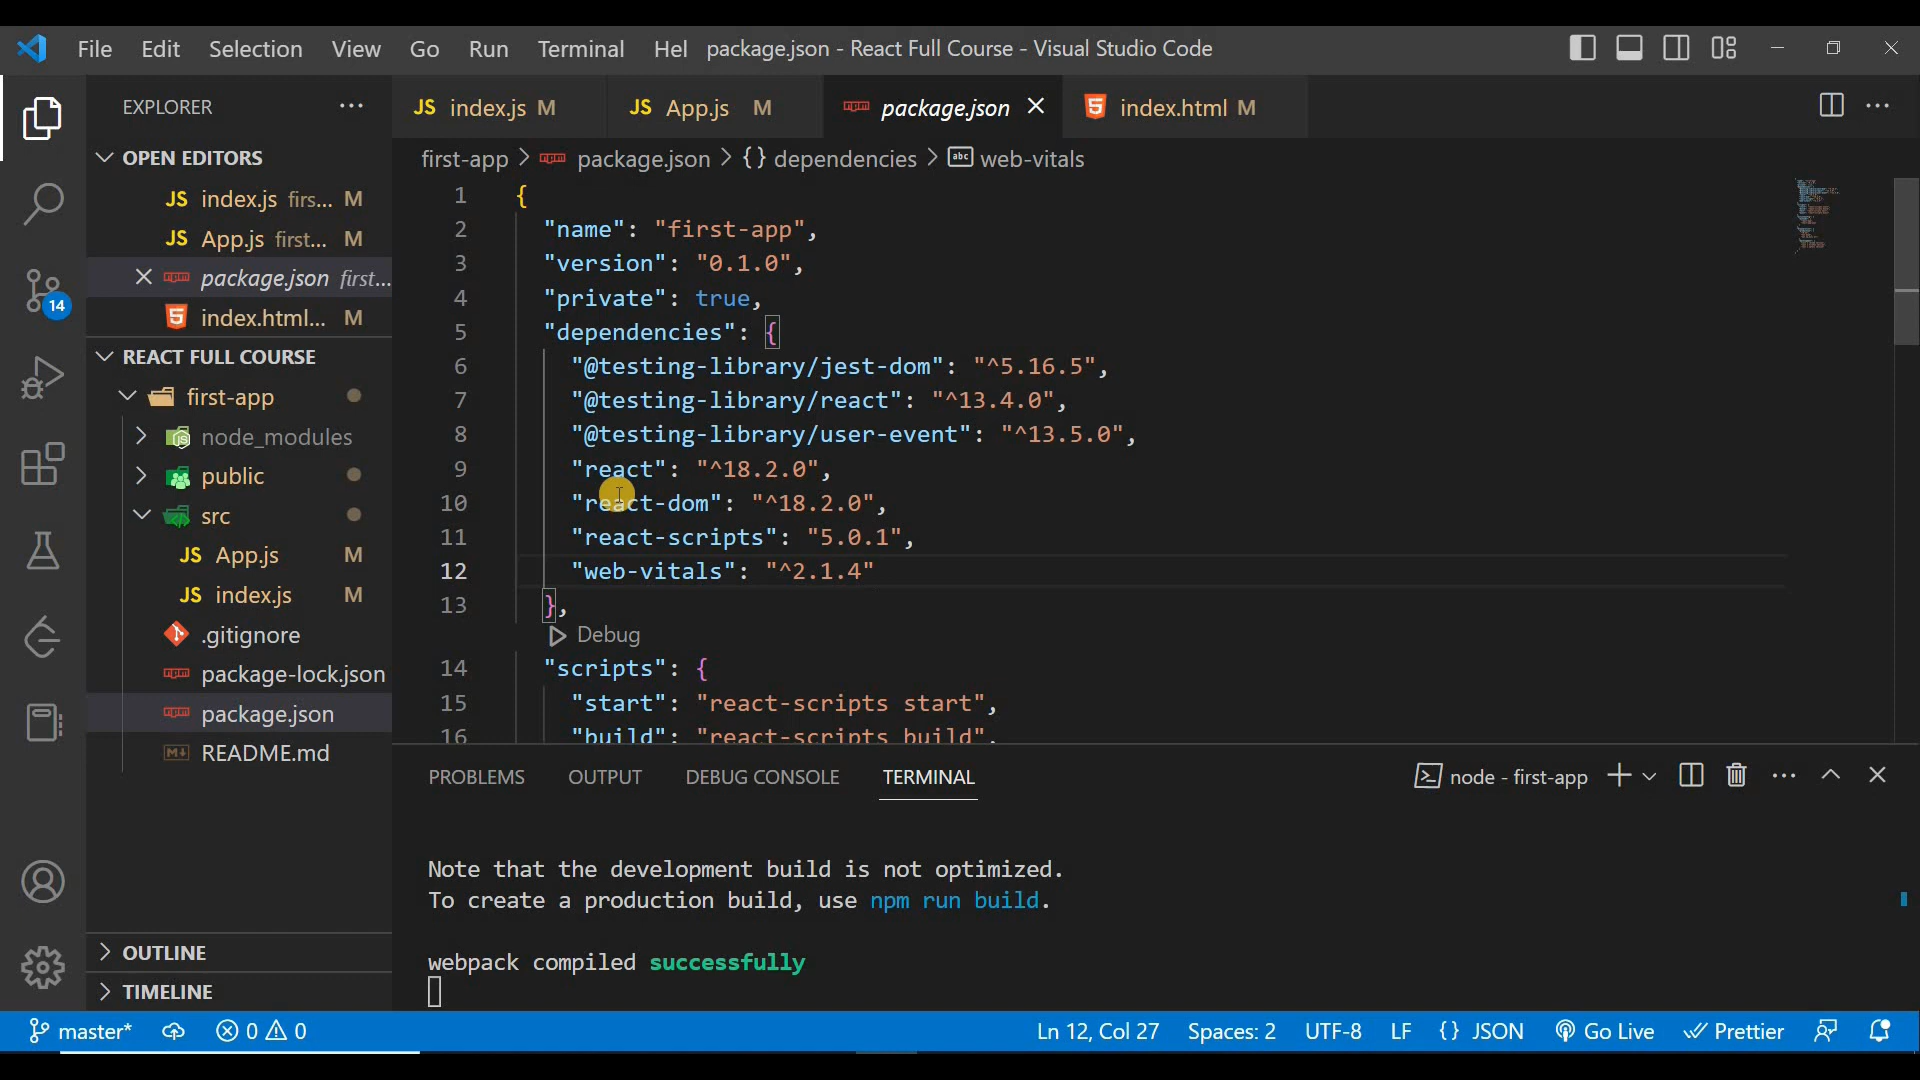 File Edit Selection View Go Run Terminal Hel package.json - React Full Course - Visual Studio Code
EXPLORER
JS index.js M
JS App.js M
package.json
index.html M
OPEN EDITORS
first-app > package.json > {} dependencies > abc web-vitals
JS index.js firs... M
JS App.js first... M
package.json first...
index.html... M
14
REACT FULL COURSE
first-app
node_modules
public
src
JS App.js M
JS index.js M
.gitignore
package-lock.json
package.json
README.md
OUTLINE
TIMELINE
1 {
2 "name": "first-app",
3 "version": "0.1.0",
4 "private": true,
5 "dependencies": {
6 "@testing-library/jest-dom": "^5.16.5",
7 "@testing-library/react": "^13.4.0",
8 "@testing-library/user-event": "^13.5.0",
9 "react": "^18.2.0",
10 "react-dom": "^18.2.0",
11 "react-scripts": "5.0.1",
12 "web-vitals": "^2.1.4"
13 },
Debug
14 "scripts": {
15 "start": "react-scripts start",
16 "build": "react-scripts build",
PROBLEMS OUTPUT DEBUG CONSOLE TERMINAL
node - first-app
Note that the development build is not optimized.
To create a production build, use npm run build.
webpack compiled successfully
master* 0 0 Ln 12, Col 27 Spaces: 2 UTF-8 LF {} JSON Go Live Prettier